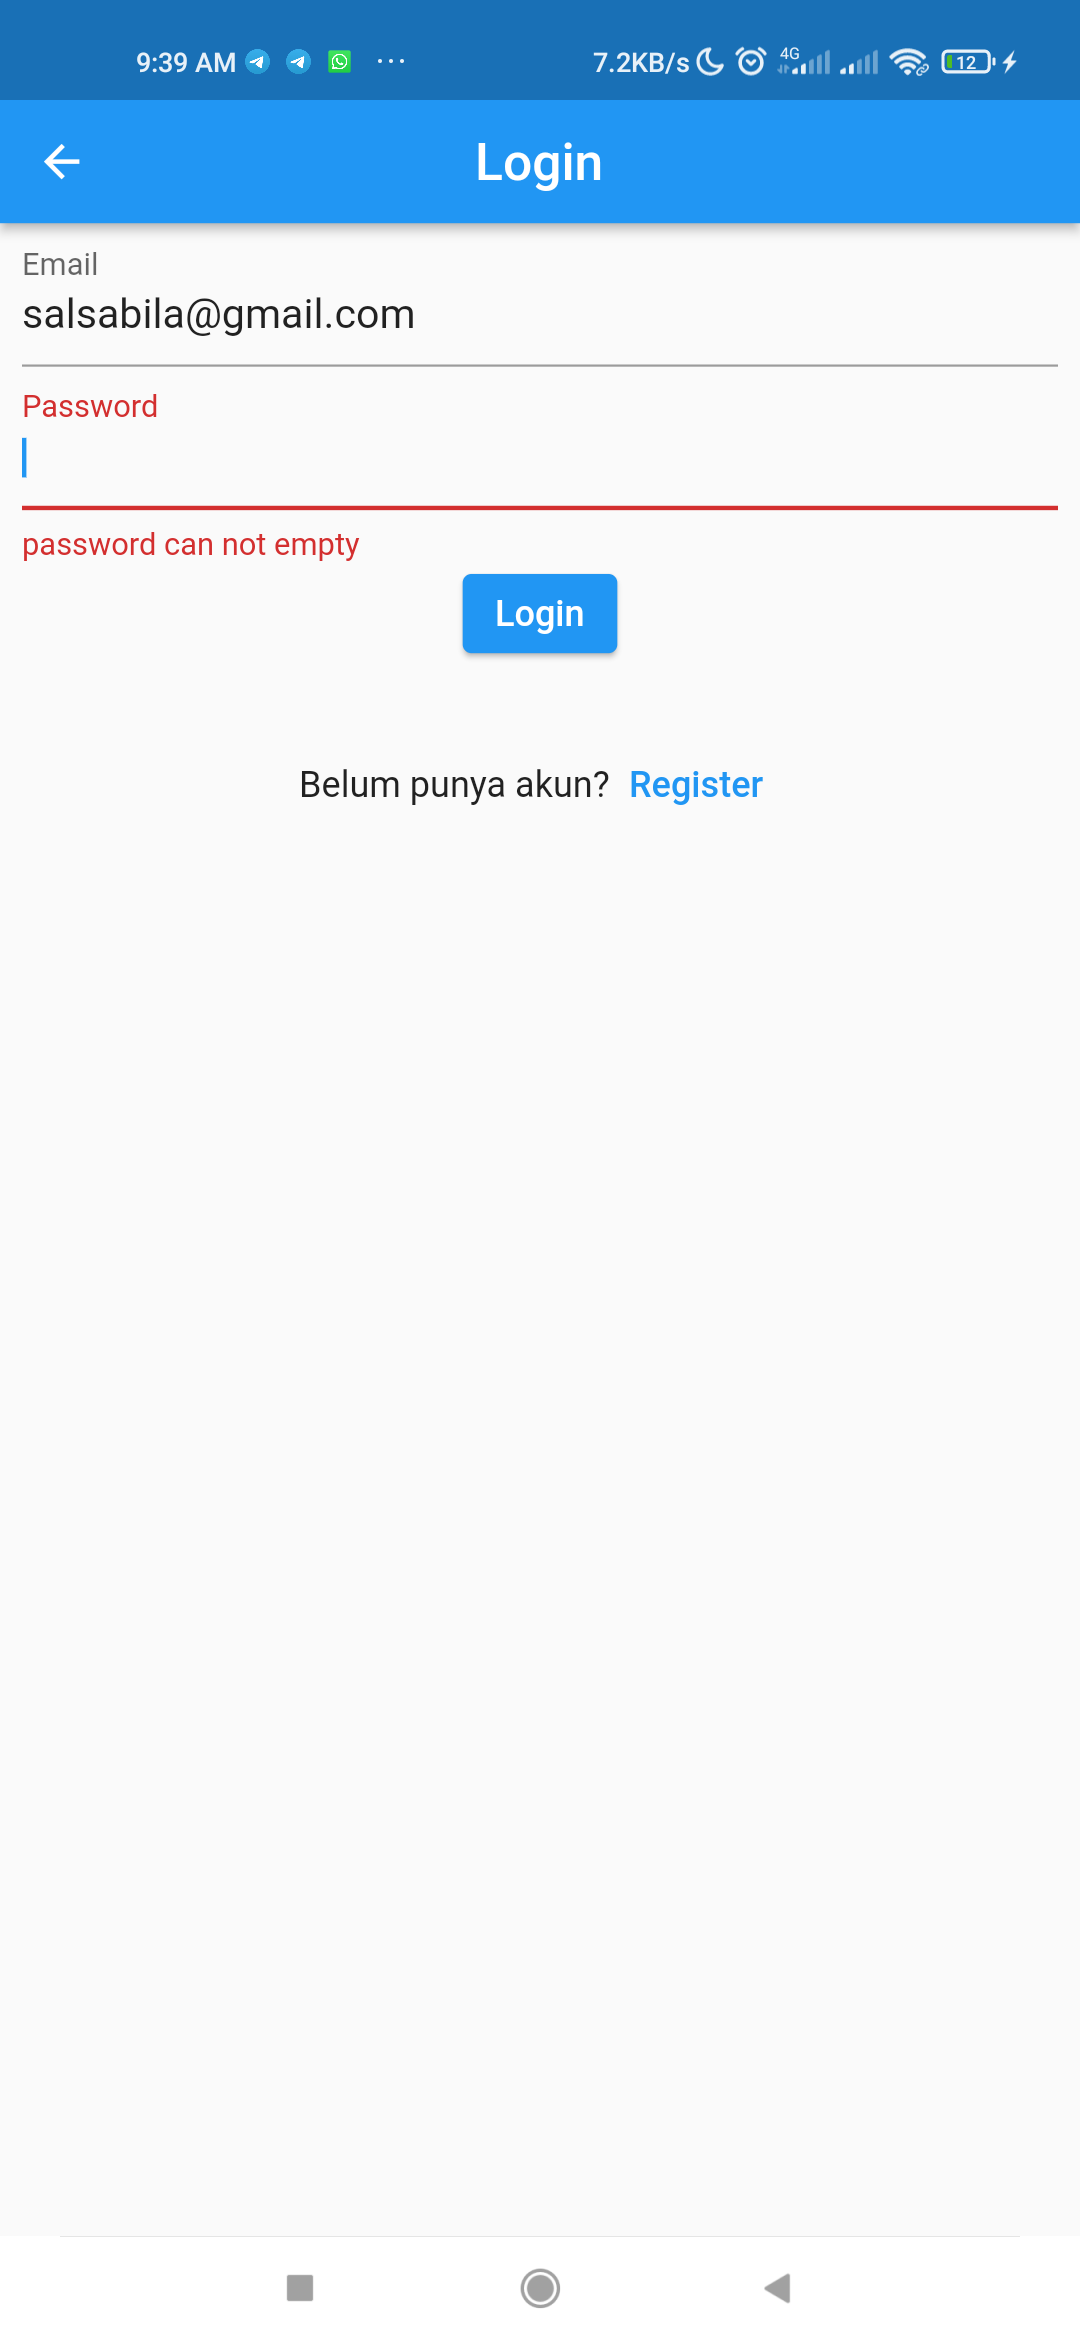 9:39 AM ... 7.2KB/s 4G 12
Login
Email
salsabila@gmail.com
Password
password can not empty
Login
Belum punya akun? Register